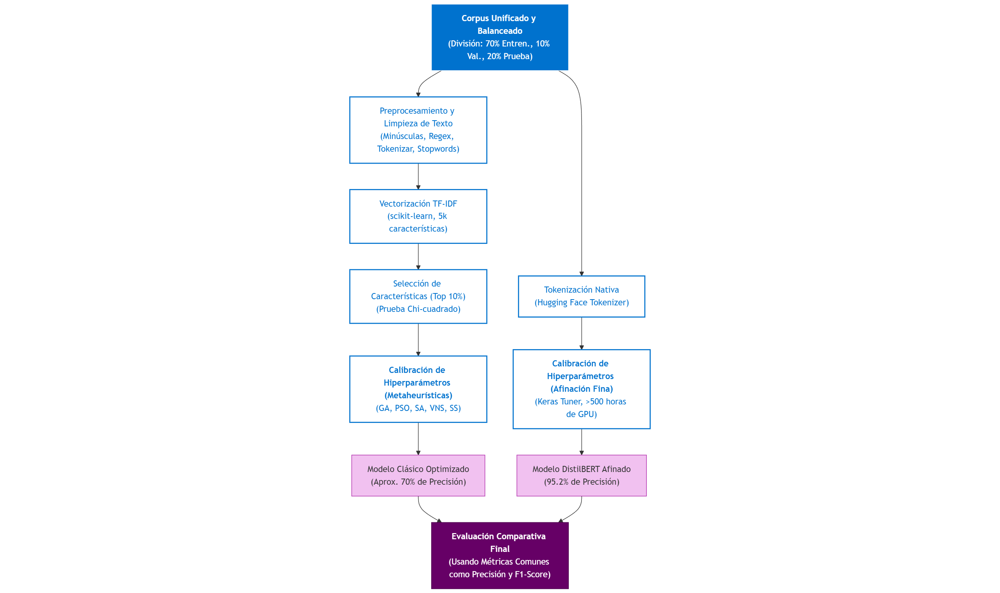 Corpus Unificado y
Balanceado
(División: 70% Entren., 10%
Val., 20% Prueba)
Preprocesamiento y
Limpieza de Texto
(Minúsculas, Regex,
Tokenizar, Stopwords)
Vectorización TF-IDF
(scikit-learn, 5k
características)
Selección de
Características (Top 10%)
(Prueba Chi-cuadrado)
Calibración de
Hiperparámetros
(Metaheurísticas)
(GA, PSO, SA, VNS, SS)
Modelo Clásico Optimizado
(Aprox. 70% de Precisión)
Tokenización Nativa
(Hugging Face Tokenizer)
Calibración de
Hiperparámetros
(Afinación Fina)
(Keras Tuner, >500 horas
de GPU)
Modelo DistilBERT Afinado
(95.2% de Precisión)
Evaluación Comparativa
Final
(Usando Métricas Comunes
como Precisión y F1-Score)